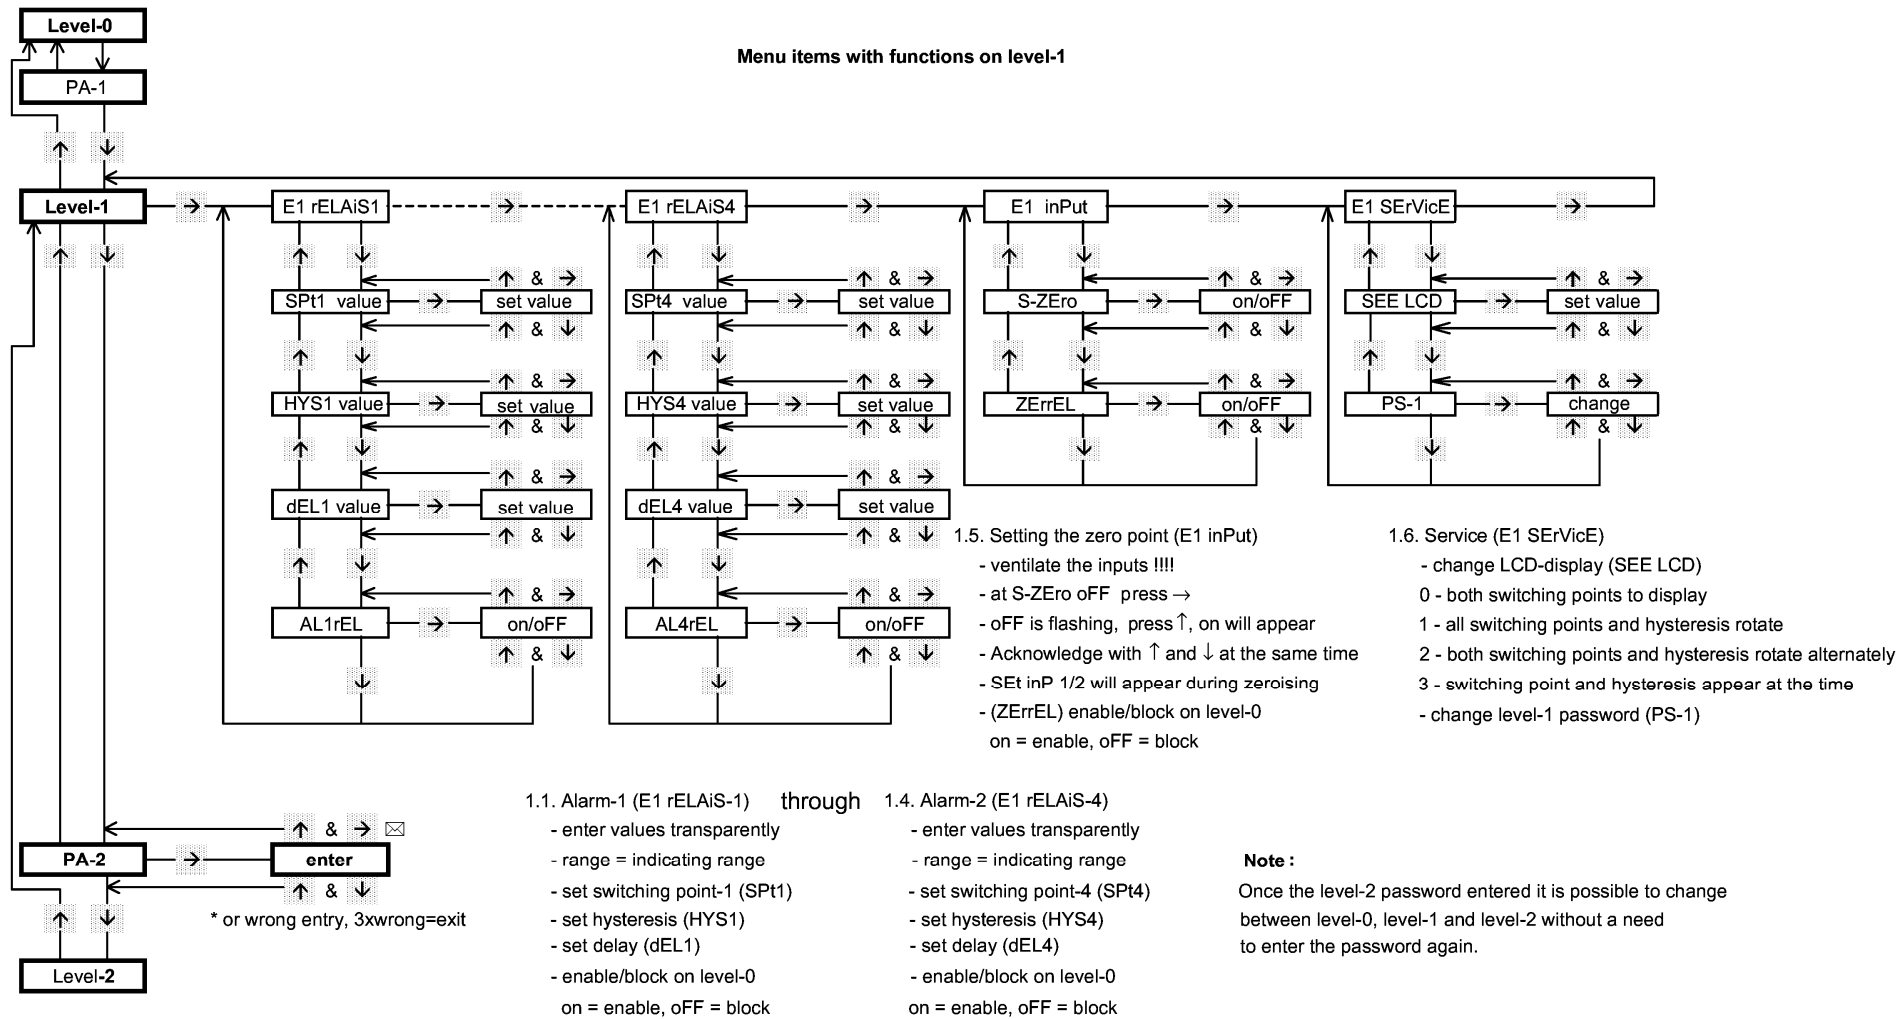 Level-0
Menu items with functions on level-1
PA-1
↑ ↓
Level-1 → E1 rELAiS1 → E1 rELAiS4 → E1 inPut → E1 SErVicE →
↑ ↓ ↑ ↓ ↑ ↓ ↑ ↓ ↑ ↓
↑ & → ↑ & → ↑ & → ↑ & →
SPt1 value → set value SPt4 value → set value S-ZEro → on/oFF SEE LCD → set value
↑ & ↓ ↑ & ↓ ↑ & ↓ ↑ & ↓
↑ ↓ ↑ ↓ ↑ ↓ ↑ ↓
↑ & → ↑ & → ↑ & → ↑ & →
HYS1 value → set value HYS4 value → set value ZErrEL → on/oFF PS-1 → change
↑ & ↓ ↑ & ↓ ↑ & ↓ ↑ & ↓
↑ ↓ ↑ ↓ ↓ ↓
↑ & → ↑ & →
dEL1 value → set value dEL4 value → set value
↑ & ↓ ↑ & ↓
↑ ↓ ↑ ↓
↑ & → ↑ & →
AL1rEL → on/oFF AL4rEL → on/oFF
↑ & ↓ ↑ & ↓
↓ ↓
1.5. Setting the zero point (E1 inPut)
- ventilate the inputs !!!!
- at S-ZEro oFF press →
- oFF is flashing, press ↑, on will appear
- Acknowledge with ↑ and ↓ at the same time
- SEt inP 1/2 will appear during zeroising
- (ZErrEL) enable/block on level-0
on = enable, oFF = block
1.6. Service (E1 SErVicE)
- change LCD-display (SEE LCD)
0 - both switching points to display
1 - all switching points and hysteresis rotate
2 - both switching points and hysteresis rotate alternately
3 - switching point and hysteresis appear at the time
- change level-1 password (PS-1)
↑ & → ✉
PA-2 → enter
↑ & ↓
* or wrong entry, 3xwrong=exit
↑ ↓
Level-2
1.1. Alarm-1 (E1 rELAiS-1) through
- enter values transparently
- range = indicating range
- set switching point-1 (SPt1)
- set hysteresis (HYS1)
- set delay (dEL1)
- enable/block on level-0
on = enable, oFF = block
1.4. Alarm-2 (E1 rELAiS-4)
- enter values transparently
- range = indicating range
- set switching point-4 (SPt4)
- set hysteresis (HYS4)
- set delay (dEL4)
- enable/block on level-0
on = enable, oFF = block
Note :
Once the level-2 password entered it is possible to change
between level-0, level-1 and level-2 without a need
to enter the password again.